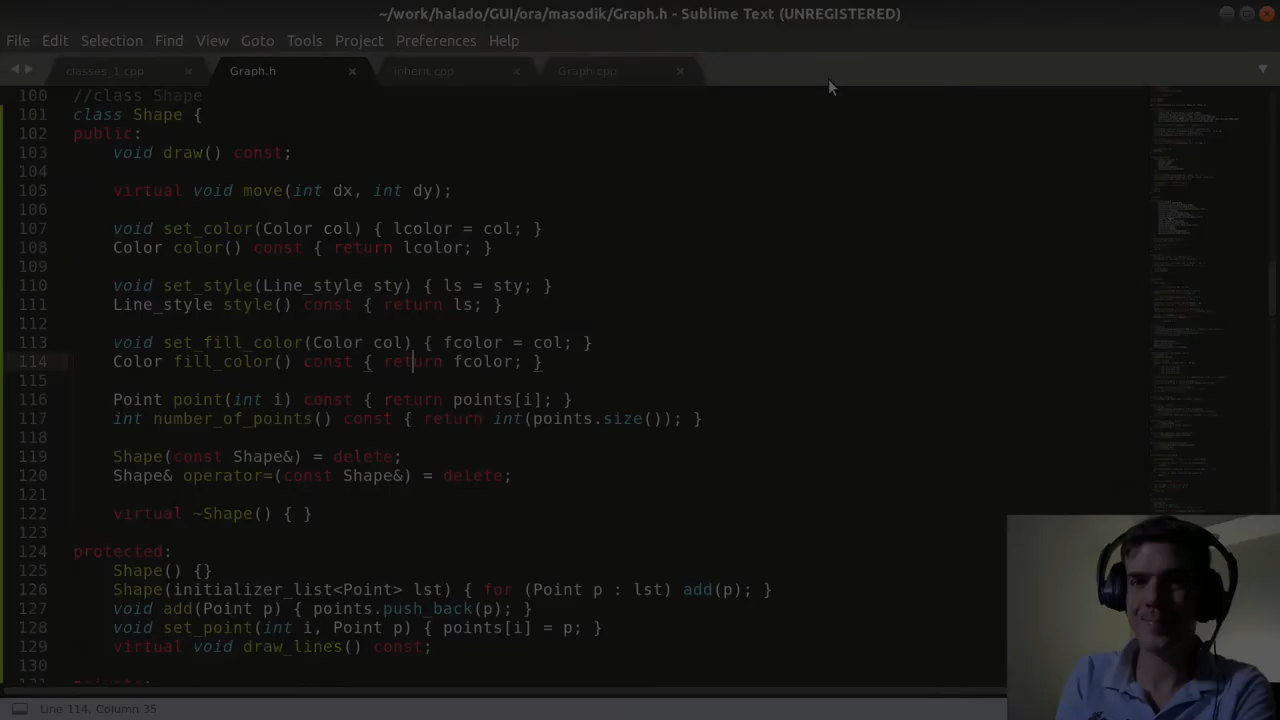 ~/work/halado/GUI/ora/masodik/Graph.h - Sublime Text (UNREGISTERED)
File Edit Selection Find View Goto Tools Project Preferences Help
classes_1.cpp Graph.h inherit.cpp Graph.cpp
100 //class Shape
101 class Shape {
102 public:
103 void draw() const;
104
105 virtual void move(int dx, int dy);
106
107 void set_color(Color col) { lcolor = col; }
108 Color color() const { return lcolor; }
109
110 void set_style(Line_style sty) { ls = sty; }
111 Line_style style() const { return ls; }
112
113 void set_fill_color(Color col) { fcolor = col; }
114 Color fill_color() const { return fcolor; }
115
116 Point point(int i) const { return points[i]; }
117 int number_of_points() const { return int(points.size()); }
118
119 Shape(const Shape&) = delete;
120 Shape& operator=(const Shape&) = delete;
121
122 virtual ~Shape() { }
123
124 protected:
125 Shape() {}
126 Shape(initializer_list<Point> lst) { for (Point p : lst) add(p); }
127 void add(Point p) { points.push_back(p); }
128 void set_point(int i, Point p) { points[i] = p; }
129 virtual void draw_lines() const;
130
Line 114, Column 35